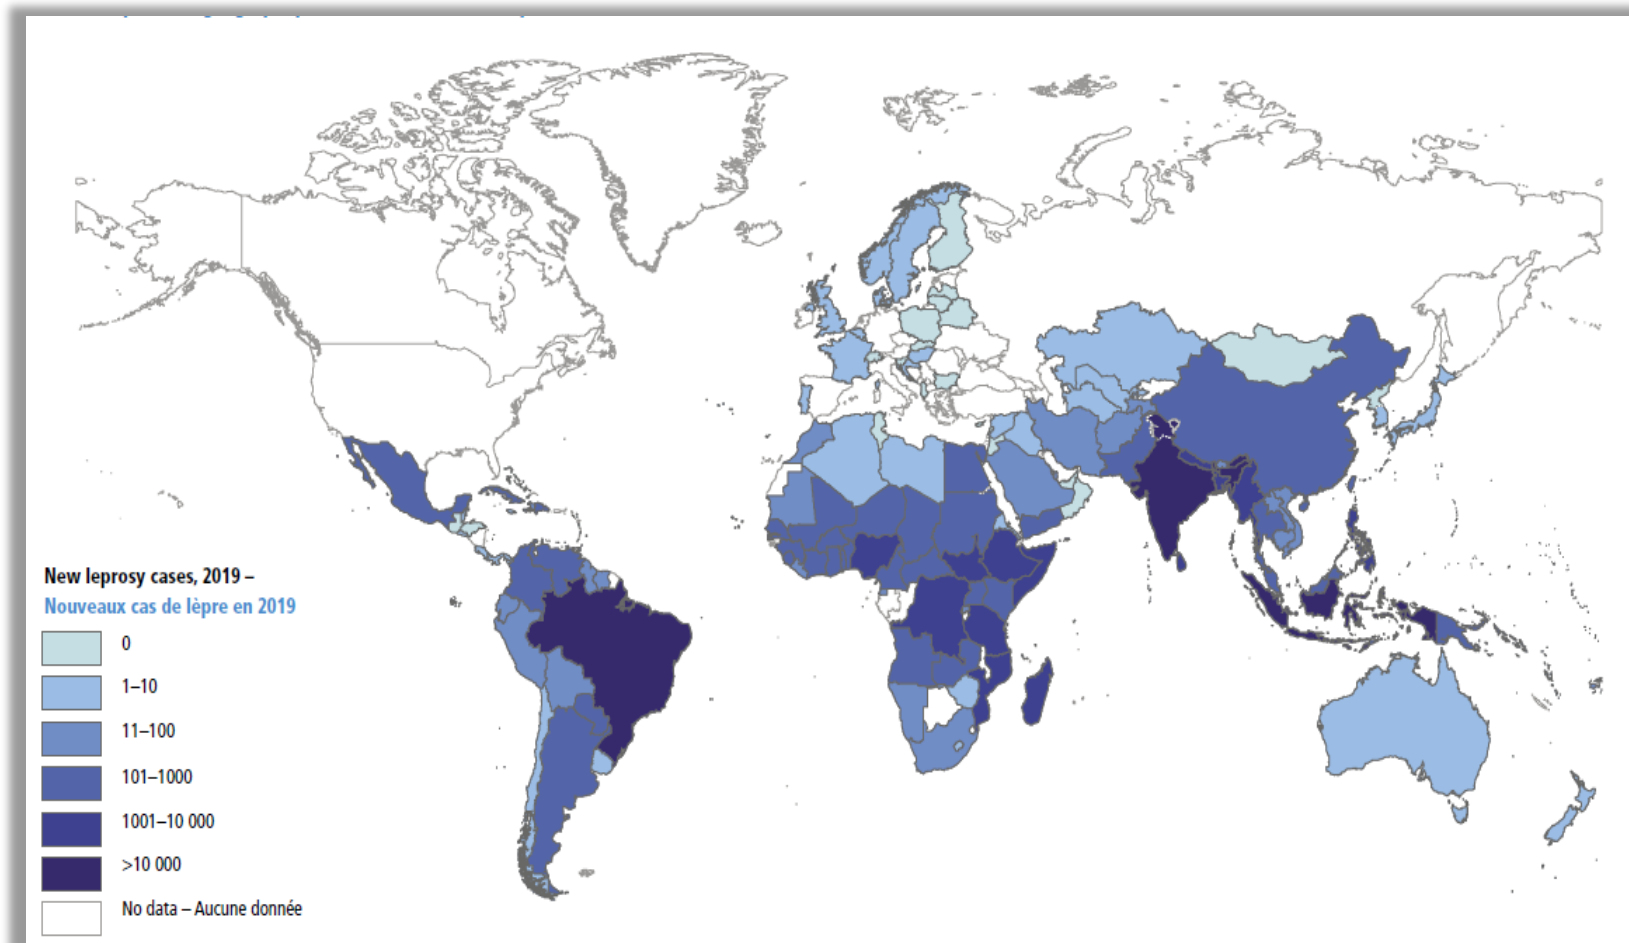 New leprosy cases, 2019 –
Nouveaux cas de lèpre en 2019
0
1–10
11–100
101–1000
1001–10 000
>10 000
No data – Aucune donnée